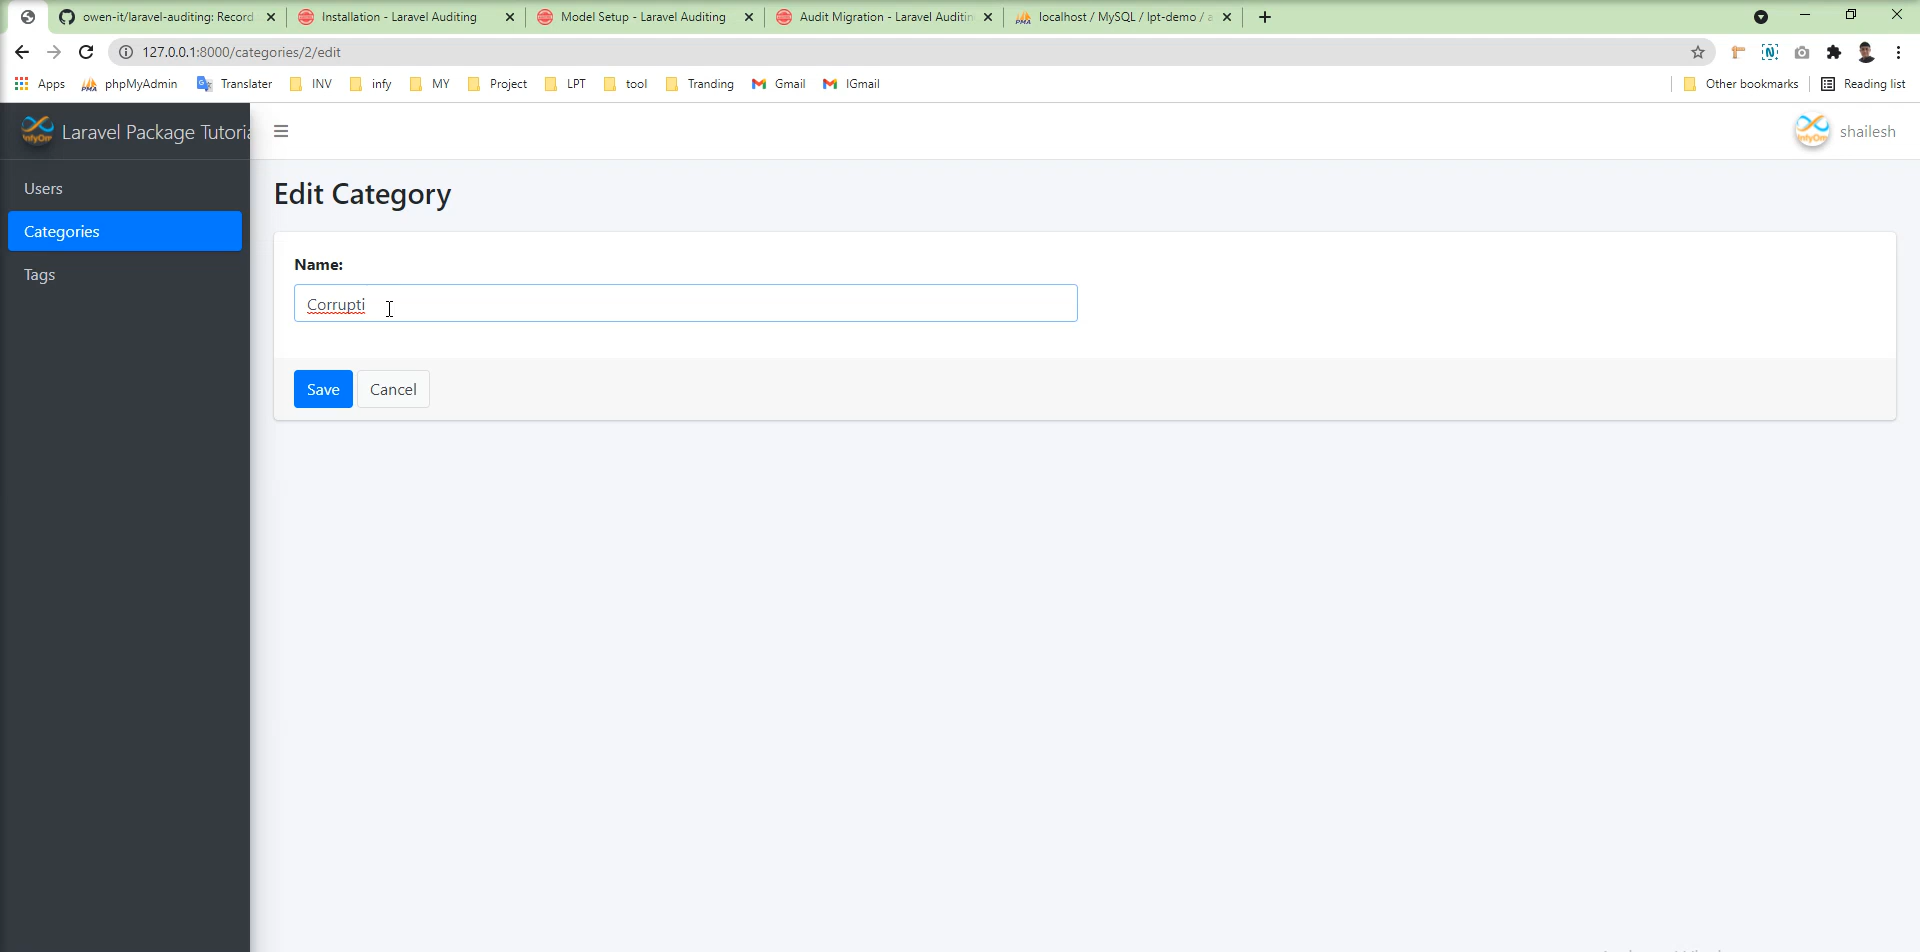 owen-it/laravel-auditing: Record
Installation - Laravel Auditing
Model Setup - Laravel Auditing
Audit Migration - Laravel Auditin
localhost / MySQL / lpt-demo / a
127.0.0.1:8000/categories/2/edit
Apps
phpMyAdmin
Translater
INV
infy
MY
Project
LPT
tool
Tranding
Gmail
IGmail
Other bookmarks
Reading list
Laravel Package Tutoria
shailesh
Users
Categories
Tags
Edit Category
Name:
Corrupti
Save
Cancel